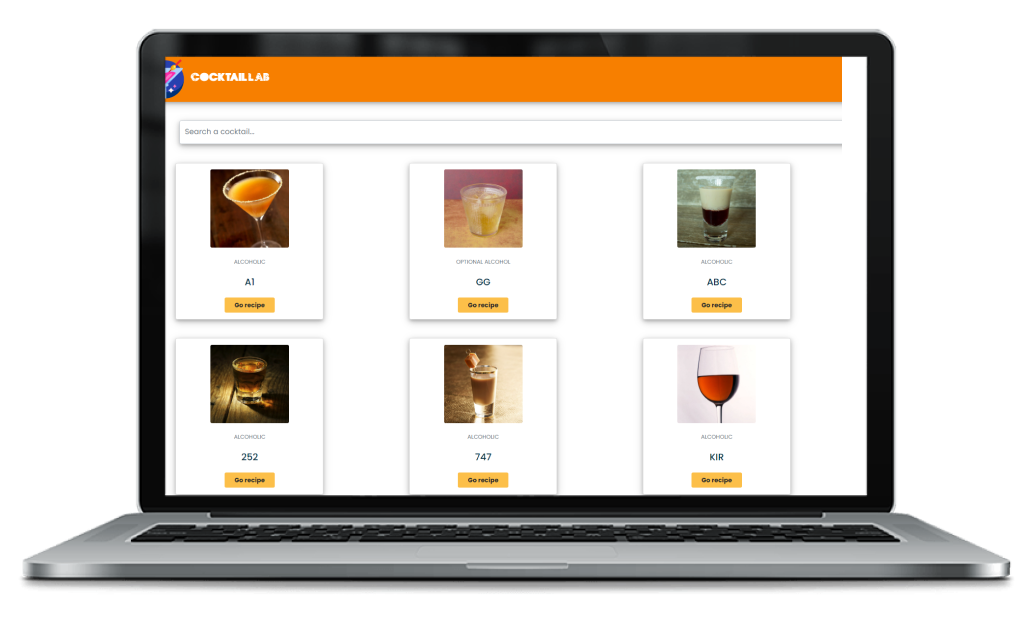 COCKTAIL LAB
Search a cocktail...
ALCOHOLIC
A1
Go recipe
OPTIONAL ALCOHOL
GG
Go recipe
ALCOHOLIC
ABC
Go recipe
ALCOHOLIC
252
Go recipe
ALCOHOLIC
747
Go recipe
ALCOHOLIC
KIR
Go recipe